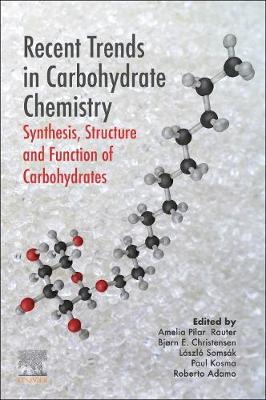 Recent Trends
in Carbohydrate
Chemistry
Synthesis, Structure
and Function of
Carbohydrates
Edited by
Amelia Pilar Rauter
Bjørn E. Christensen
László Somsák
Paul Kosma
Roberto Adamo
ELSEVIER